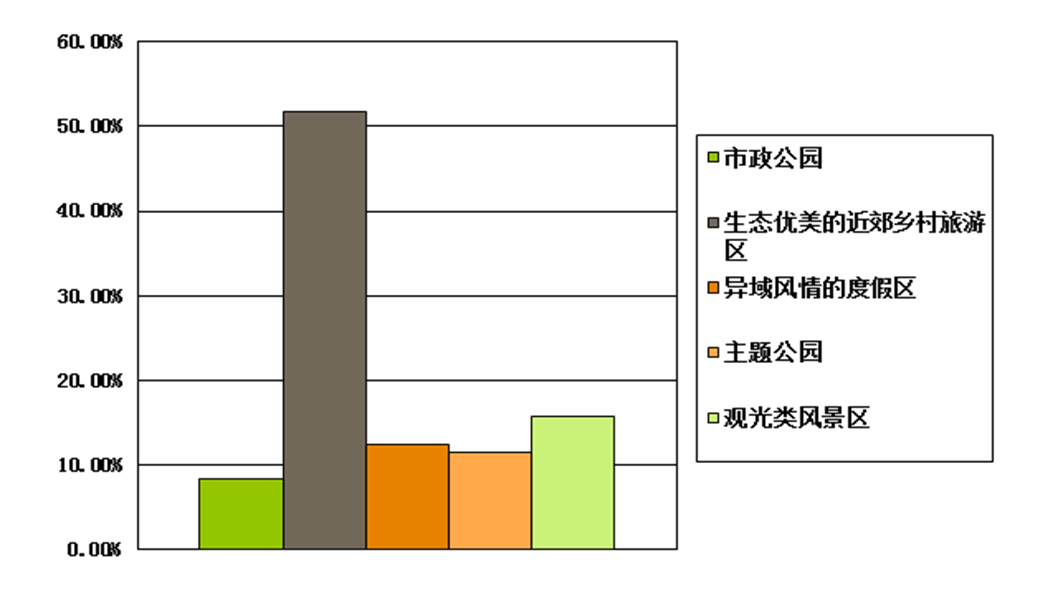 60.00%
50.00%
40.00%
30.00%
20.00%
10.00%
0.00%
市政公园
生态优美的近郊乡村旅游
区
异域风情的度假区
主题公园
观光类风景区